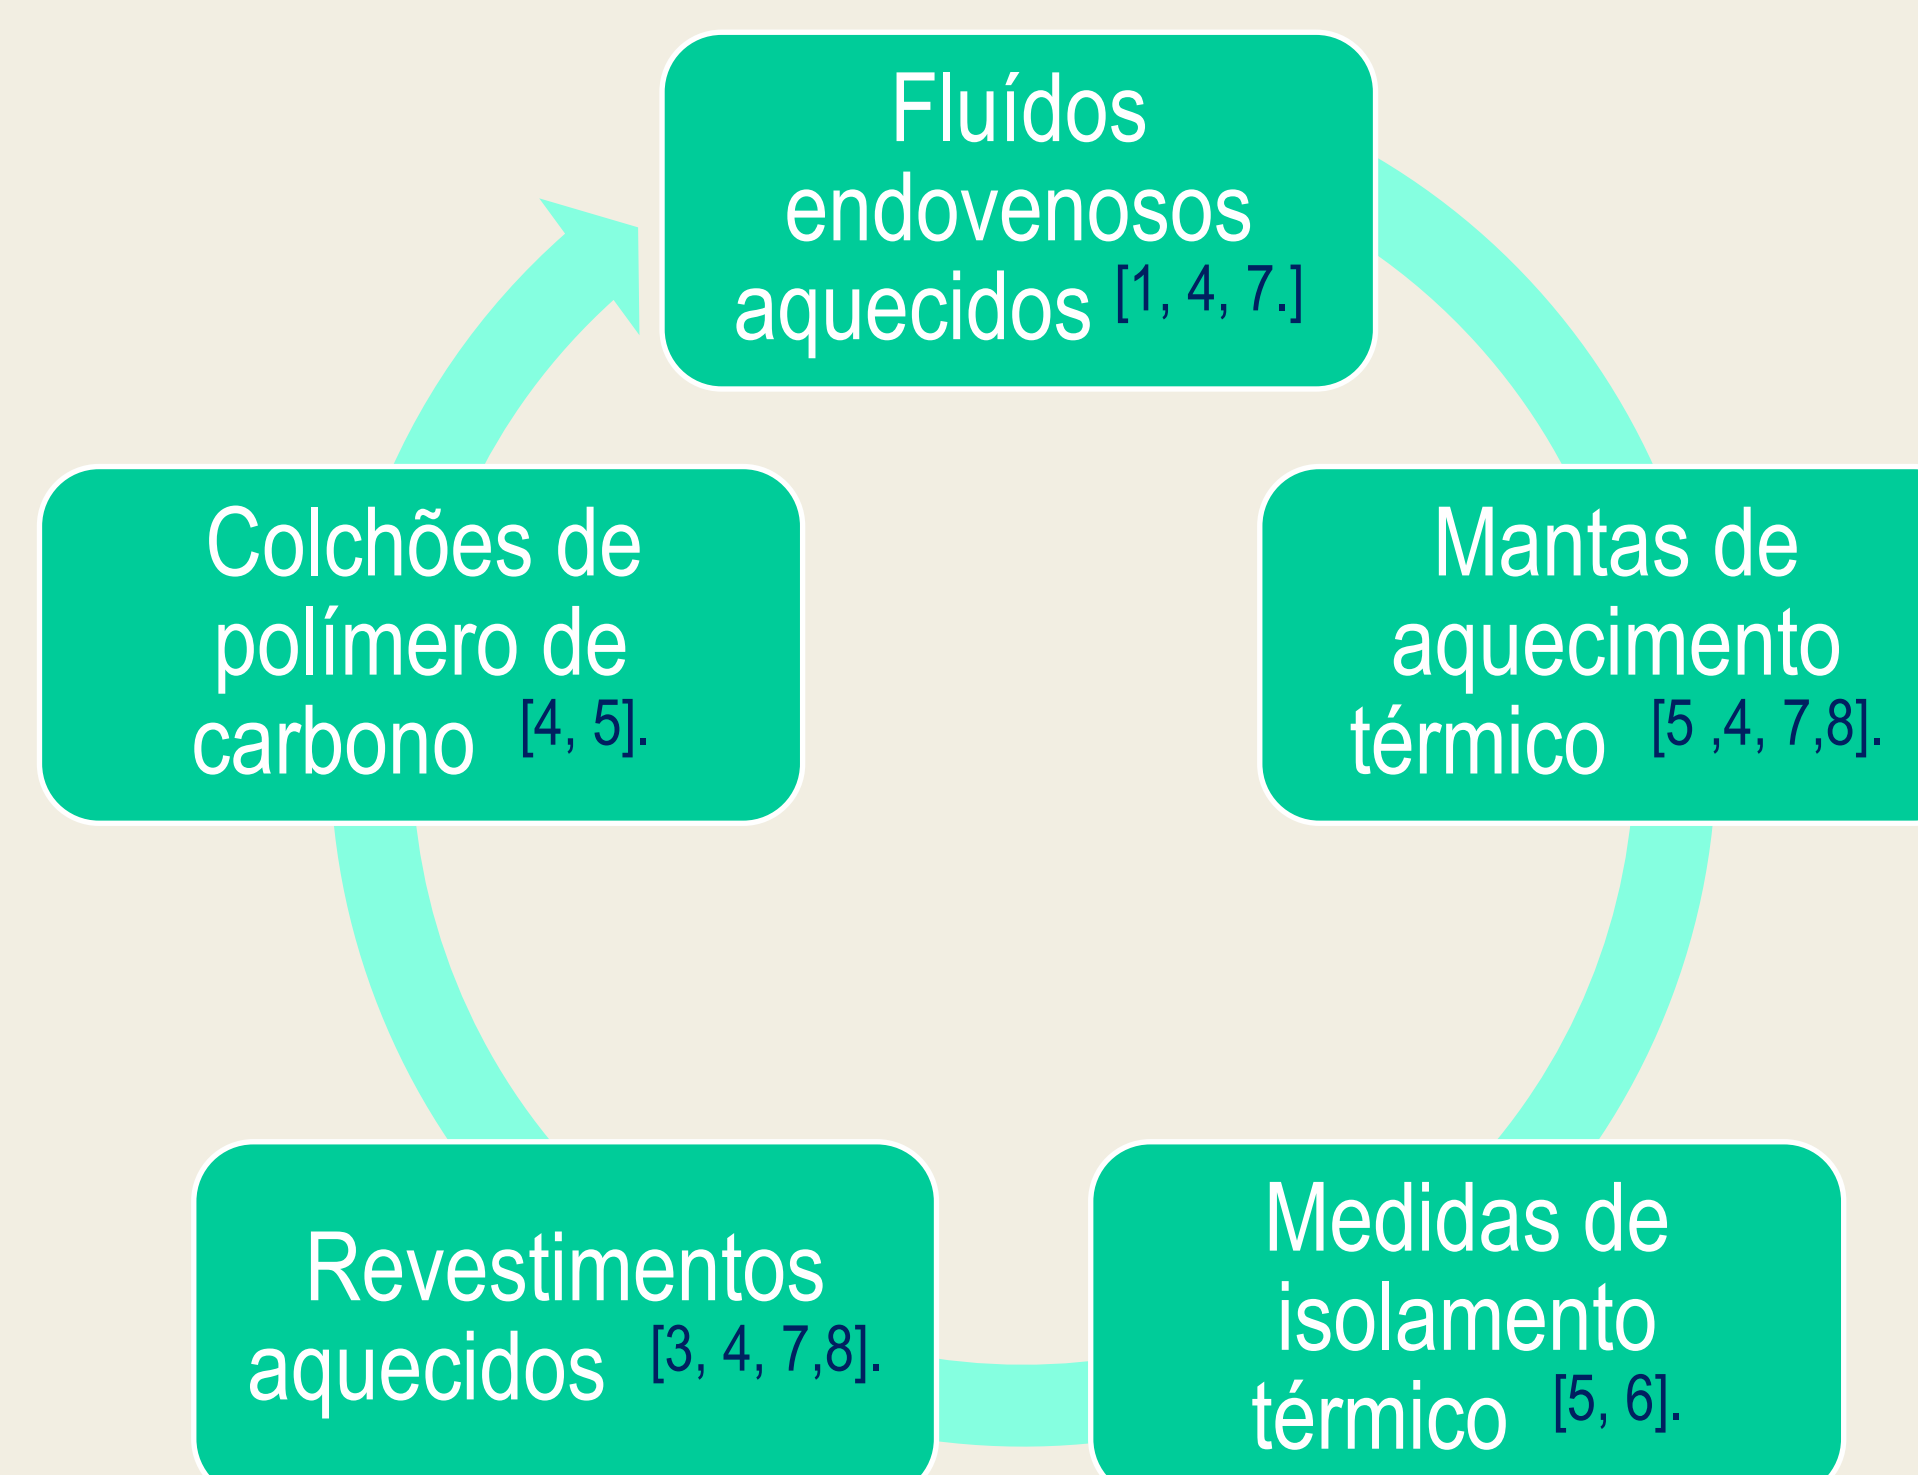 Fluídos
endovenosos
aquecidos [1, 4, 7.]
Mantas de
aquecimento
térmico [5 ,4, 7,8].
Medidas de
isolamento
térmico [5, 6].
Revestimentos
aquecidos [3, 4, 7,8].
Colchões de
polímero de
carbono [4, 5].